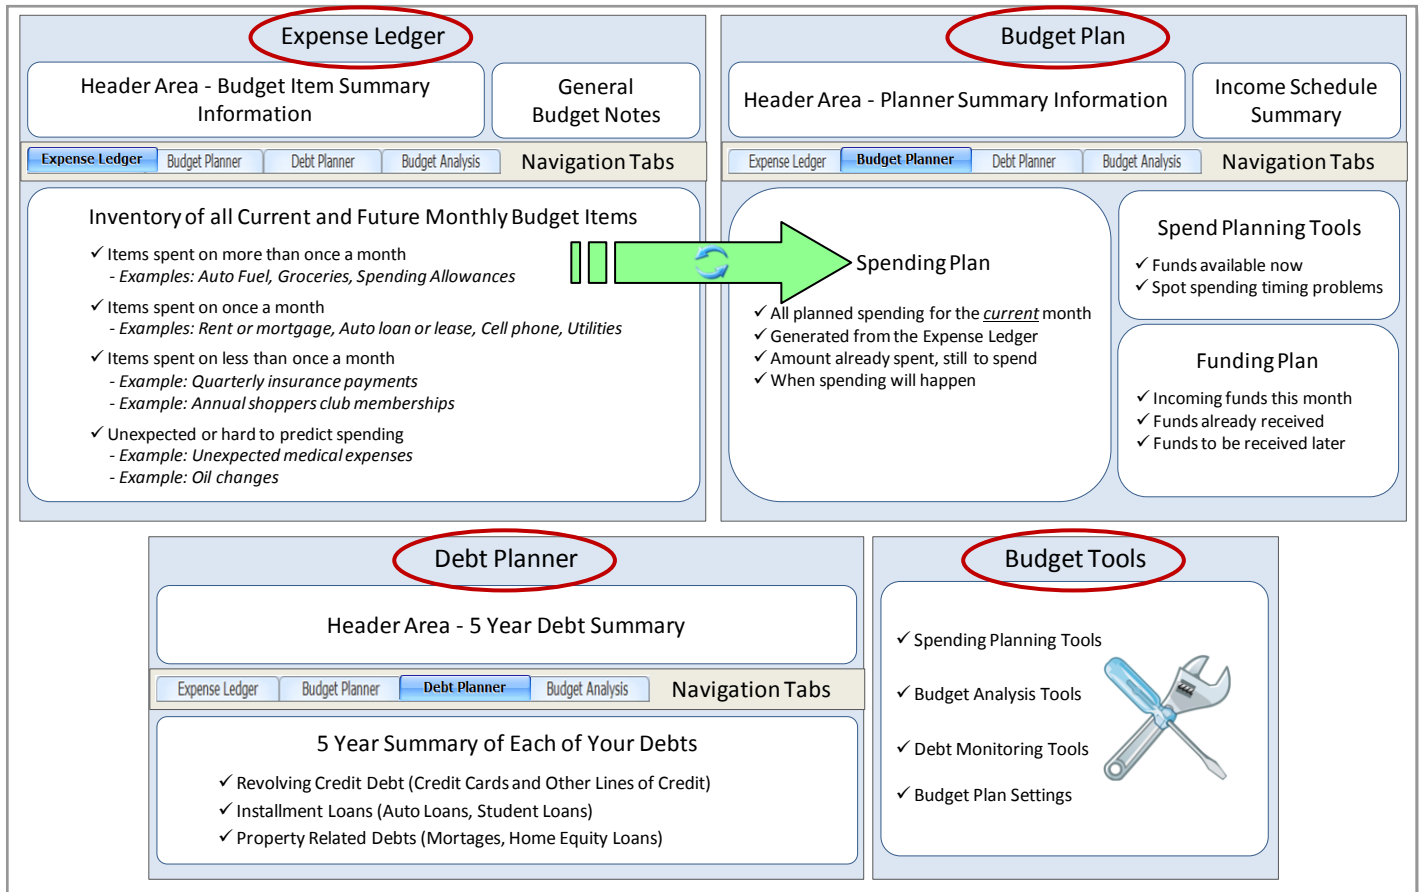 Expense Ledger
Header Area - Budget Item Summary
Information
General
Budget Notes
Expense Ledger Budget Planner Debt Planner Budget Analysis Navigation Tabs
Inventory of all Current and Future Monthly Budget Items
✓ Items spent on more than once a month
- Examples: Auto Fuel, Groceries, Spending Allowances
✓ Items spent on once a month
- Examples: Rent or mortgage, Auto loan or lease, Cell phone, Utilities
✓ Items spent on less than once a month
- Example: Quarterly insurance payments
- Example: Annual shoppers club memberships
✓ Unexpected or hard to predict spending
- Example: Unexpected medical expenses
- Example: Oil changes
Budget Plan
Header Area - Planner Summary Information
Income Schedule
Summary
Expense Ledger Budget Planner Debt Planner Budget Analysis Navigation Tabs
Spending Plan
✓ All planned spending for the current month
✓ Generated from the Expense Ledger
✓ Amount already spent, still to spend
✓ When spending will happen
Spend Planning Tools
✓ Funds available now
✓ Spot spending timing problems
Funding Plan
✓ Incoming funds this month
✓ Funds already received
✓ Funds to be received later
Debt Planner
Header Area - 5 Year Debt Summary
Expense Ledger Budget Planner Debt Planner Budget Analysis Navigation Tabs
5 Year Summary of Each of Your Debts
✓ Revolving Credit Debt (Credit Cards and Other Lines of Credit)
✓ Installment Loans (Auto Loans, Student Loans)
✓ Property Related Debts (Mortages, Home Equity Loans)
Budget Tools
✓ Spending Planning Tools
✓ Budget Analysis Tools
✓ Debt Monitoring Tools
✓ Budget Plan Settings